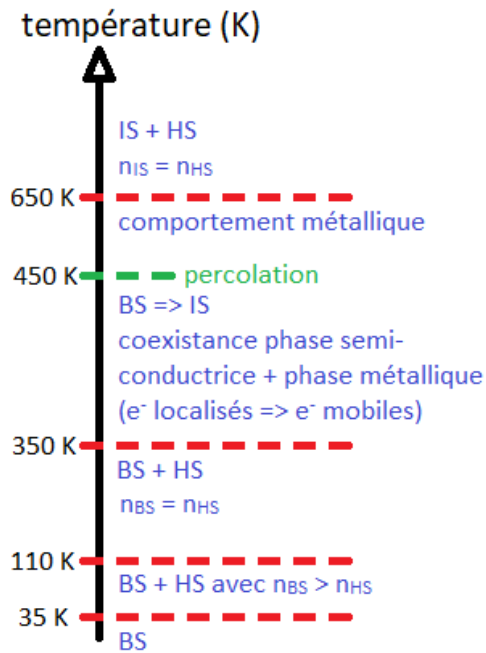 température (K)
IS + HS
nIS = nHS
650 K
comportement métallique
450 K
percolation
BS => IS
coexistance phase semi-
conductrice + phase métallique
(e⁻ localisés => e⁻ mobiles)
350 K
BS + HS
nBS = nHS
110 K
BS + HS avec nBS > nHS
35 K
BS